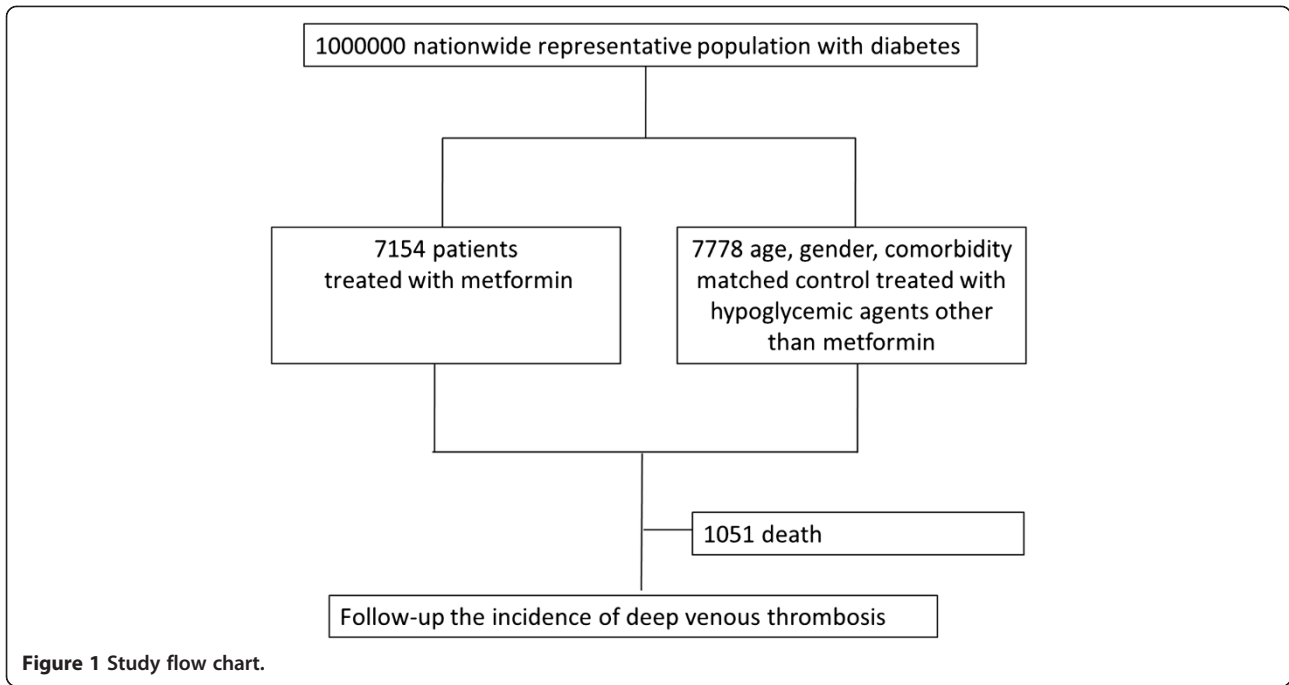 1000000 nationwide representative population with diabetes
7154 patients
treated with metformin
7778 age, gender, comorbidity
matched control treated with
hypoglycemic agents other
than metformin
1051 death
Follow-up the incidence of deep venous thrombosis
Figure 1 Study flow chart.